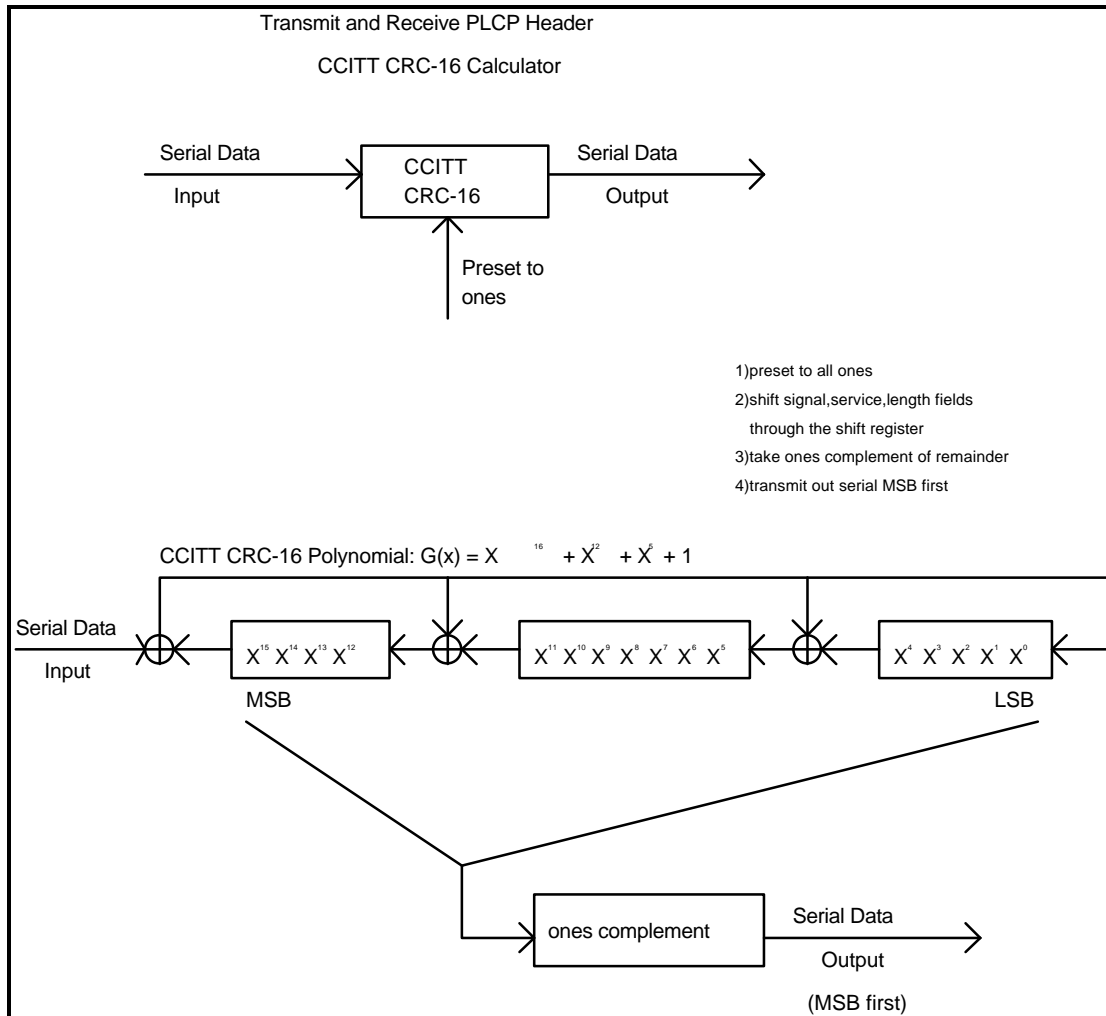 Transmit and Receive PLCP Header
CCITT CRC-16 Calculator
Serial Data
Input
CCITT
CRC-16
Serial Data
Output
Preset to
ones
1)preset to all ones
2)shift signal,service,length fields
through the shift register
3)take ones complement of remainder
4)transmit out serial MSB first
CCITT CRC-16 Polynomial: G(x) = X¹⁶ + X¹² + X⁵ + 1
Serial Data
Input
X¹⁵ X¹⁴ X¹³ X¹²
X¹¹ X¹⁰ X⁹ X⁸ X⁷ X⁶ X⁵
X⁴ X³ X² X¹ X⁰
MSB
LSB
ones complement
Serial Data
Output
(MSB first)